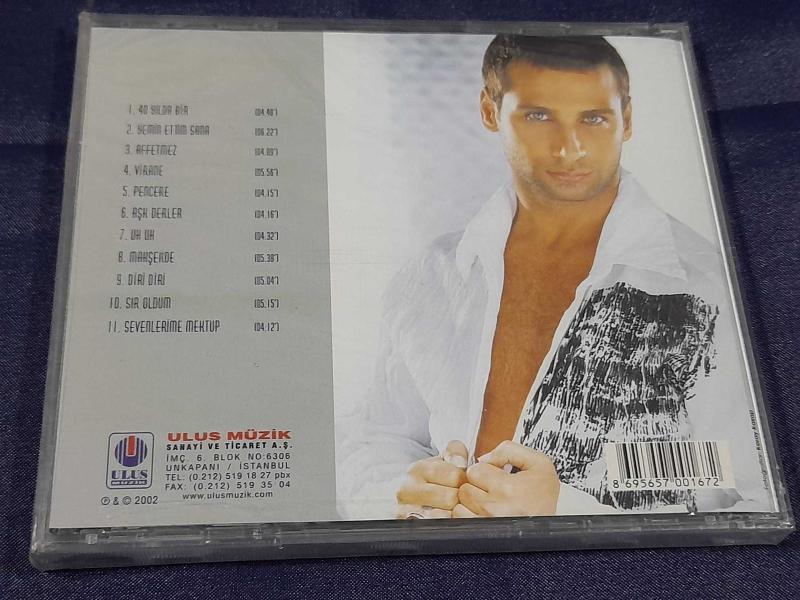 1. 40 YILDA BİR (04.40")
2. YEMİN ETTİM SANA (06.22")
3. AFFETMEZ (04.09")
4. VİRANE (05.56")
5. PENCERE (04.15")
6. AŞK DERLER (04.16")
7. UH UH (04.32")
8. MAHŞERDE (05.38")
9. DİRİ DİRİ (05.04")
10. SIR OLDUM (05.15")
11. SEVENLERİME MEKTUP (04.12")
ULUS
MUZIK
ULUS MÜZİK
SANAYİ VE TİCARET A.Ş.
İMÇ. 6. BLOK NO:6306
UNKAPANI / İSTANBUL
TEL: (0.212) 519 18 27 pbx
FAX: (0.212) 519 35 04
www.ulusmuzik.com
℗ & © 2002
8 695657 001672